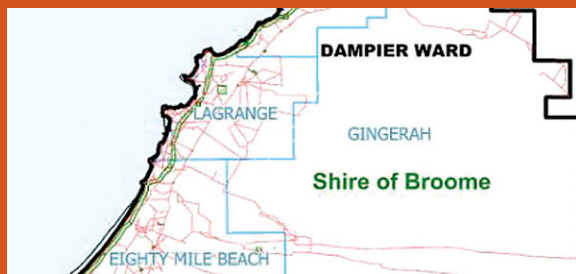 DAMPIER WARD
LAGRANGE
GINGERAH
Shire of Broome
EIGHTY MILE BEACH